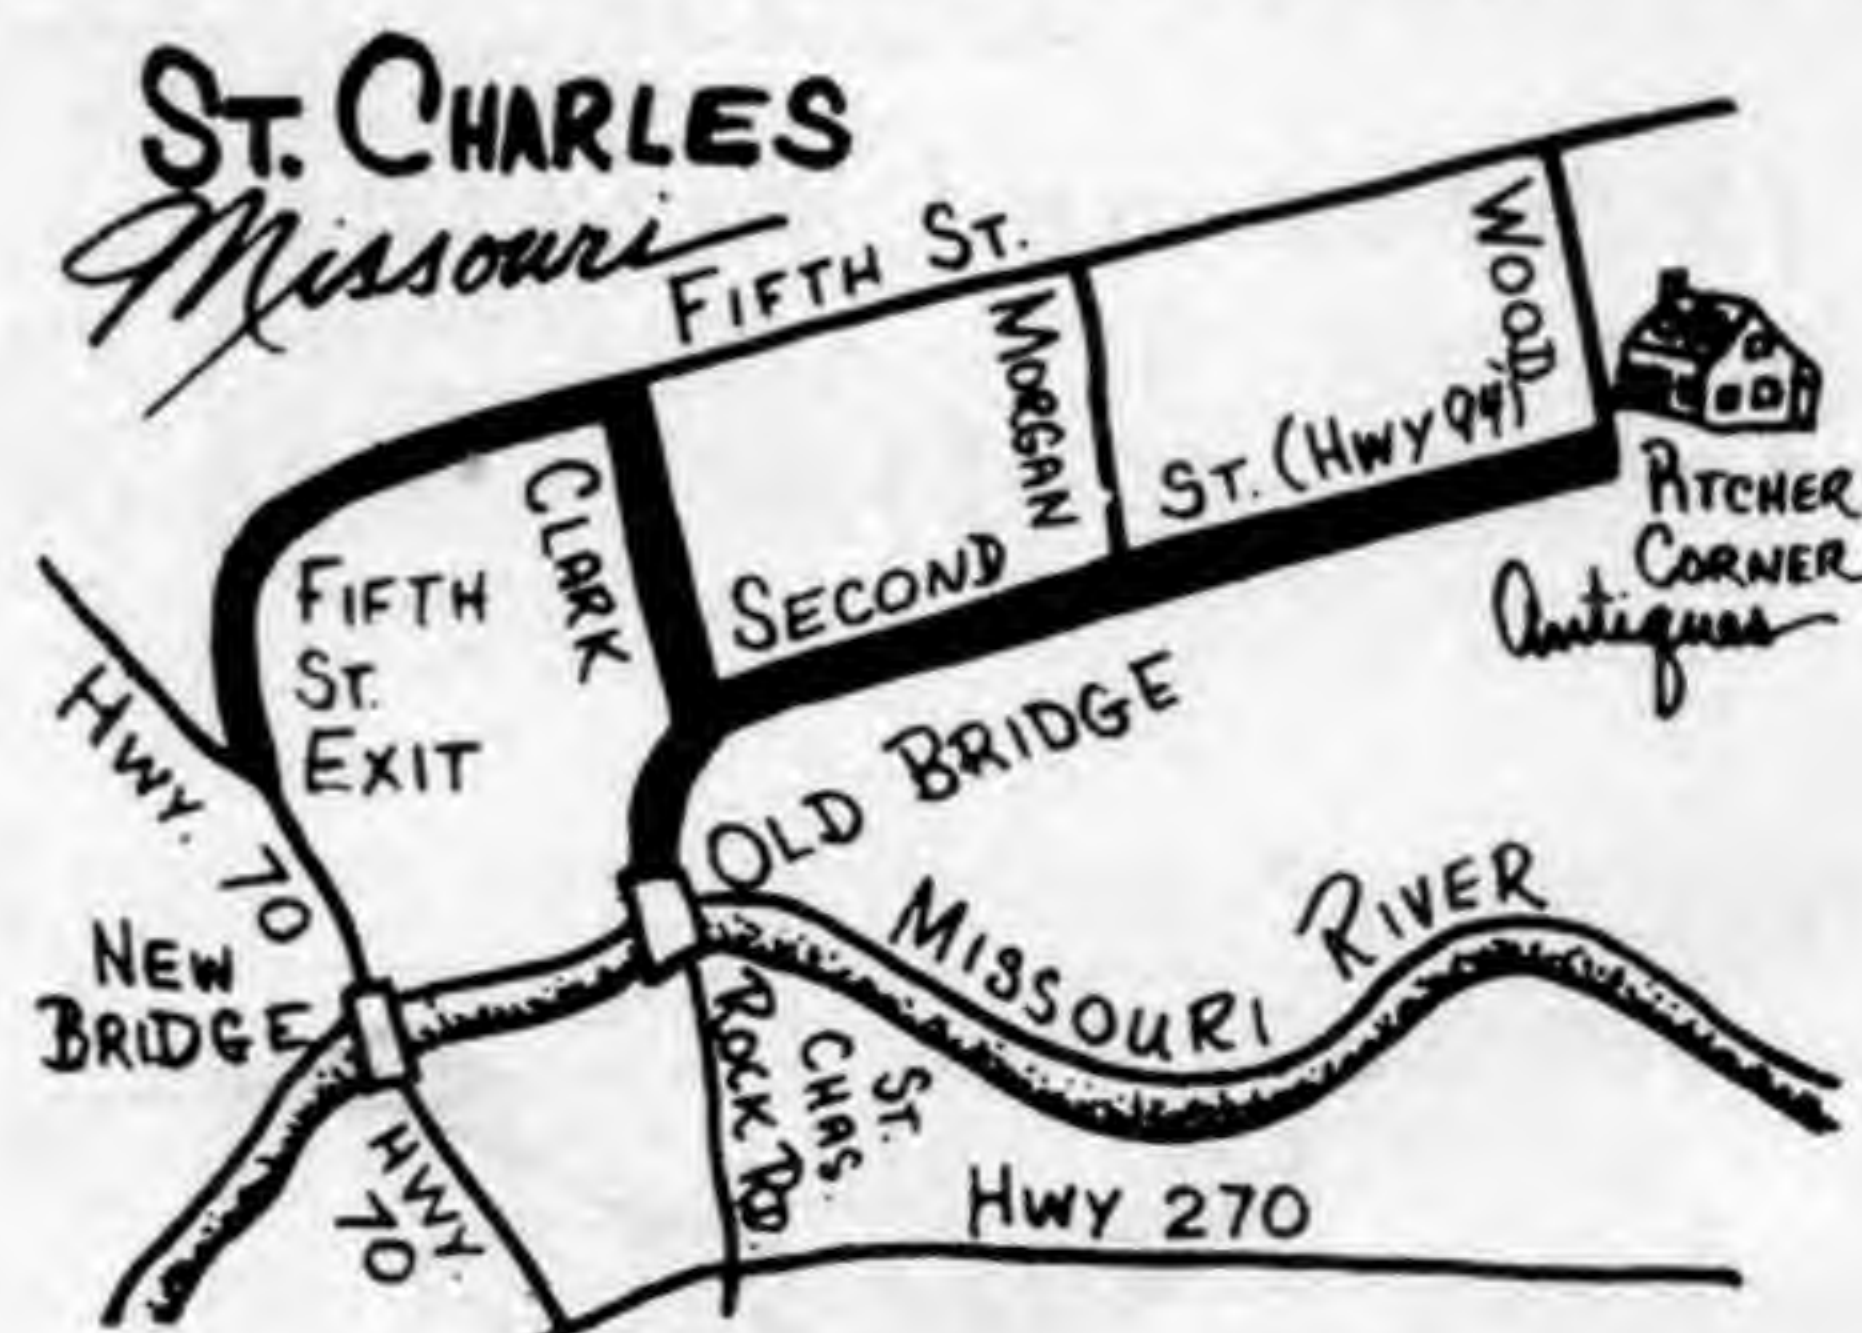 ST. CHARLES
Missouri
FIFTH ST.
WOOD
MORGAN
CLARK
SECOND ST. (HWY 94)
PITCHER
CORNER
Antiques
FIFTH
ST.
EXIT
HWY. 70
OLD BRIDGE
NEW
BRIDGE
MISSOURI RIVER
ST.
CHAS.
ROCK RD.
HWY.
70
HWY 270